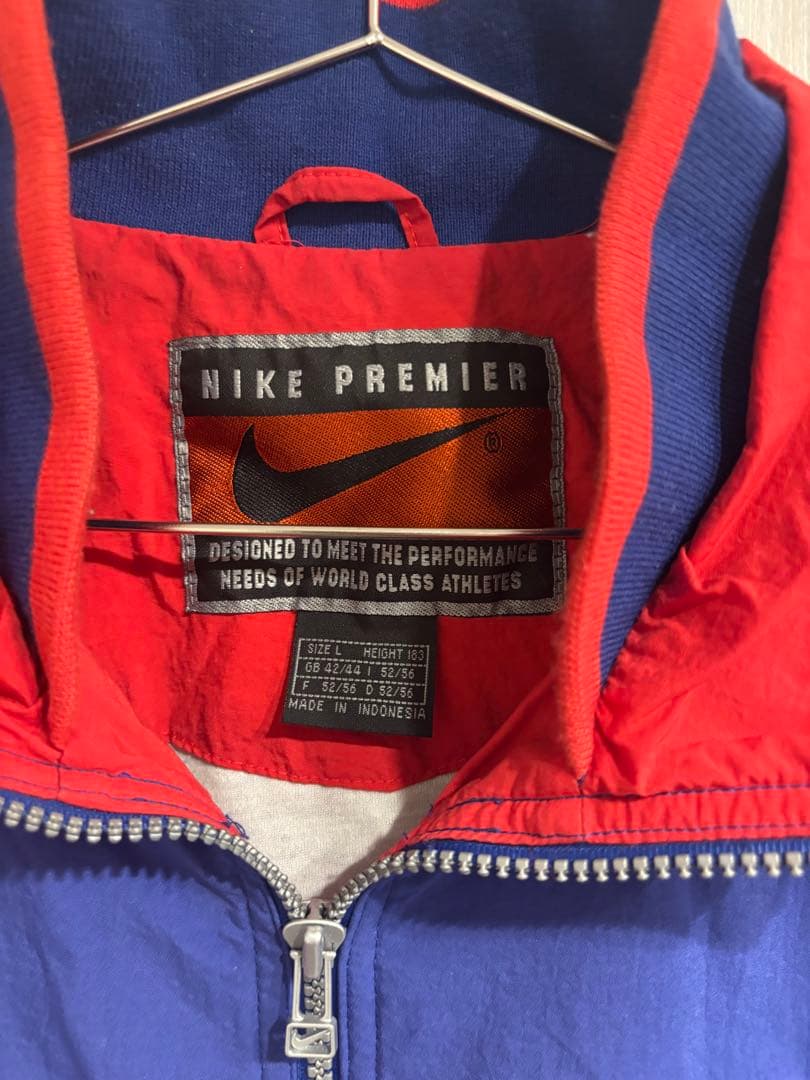 NIKE PREMIER
®
DESIGNED TO MEET THE PERFORMANCE
NEEDS OF WORLD CLASS ATHLETES
SIZE L HEIGHT 183
GB 42/44 I 52/56
F 52/56 D 52/56
MADE IN INDONESIA